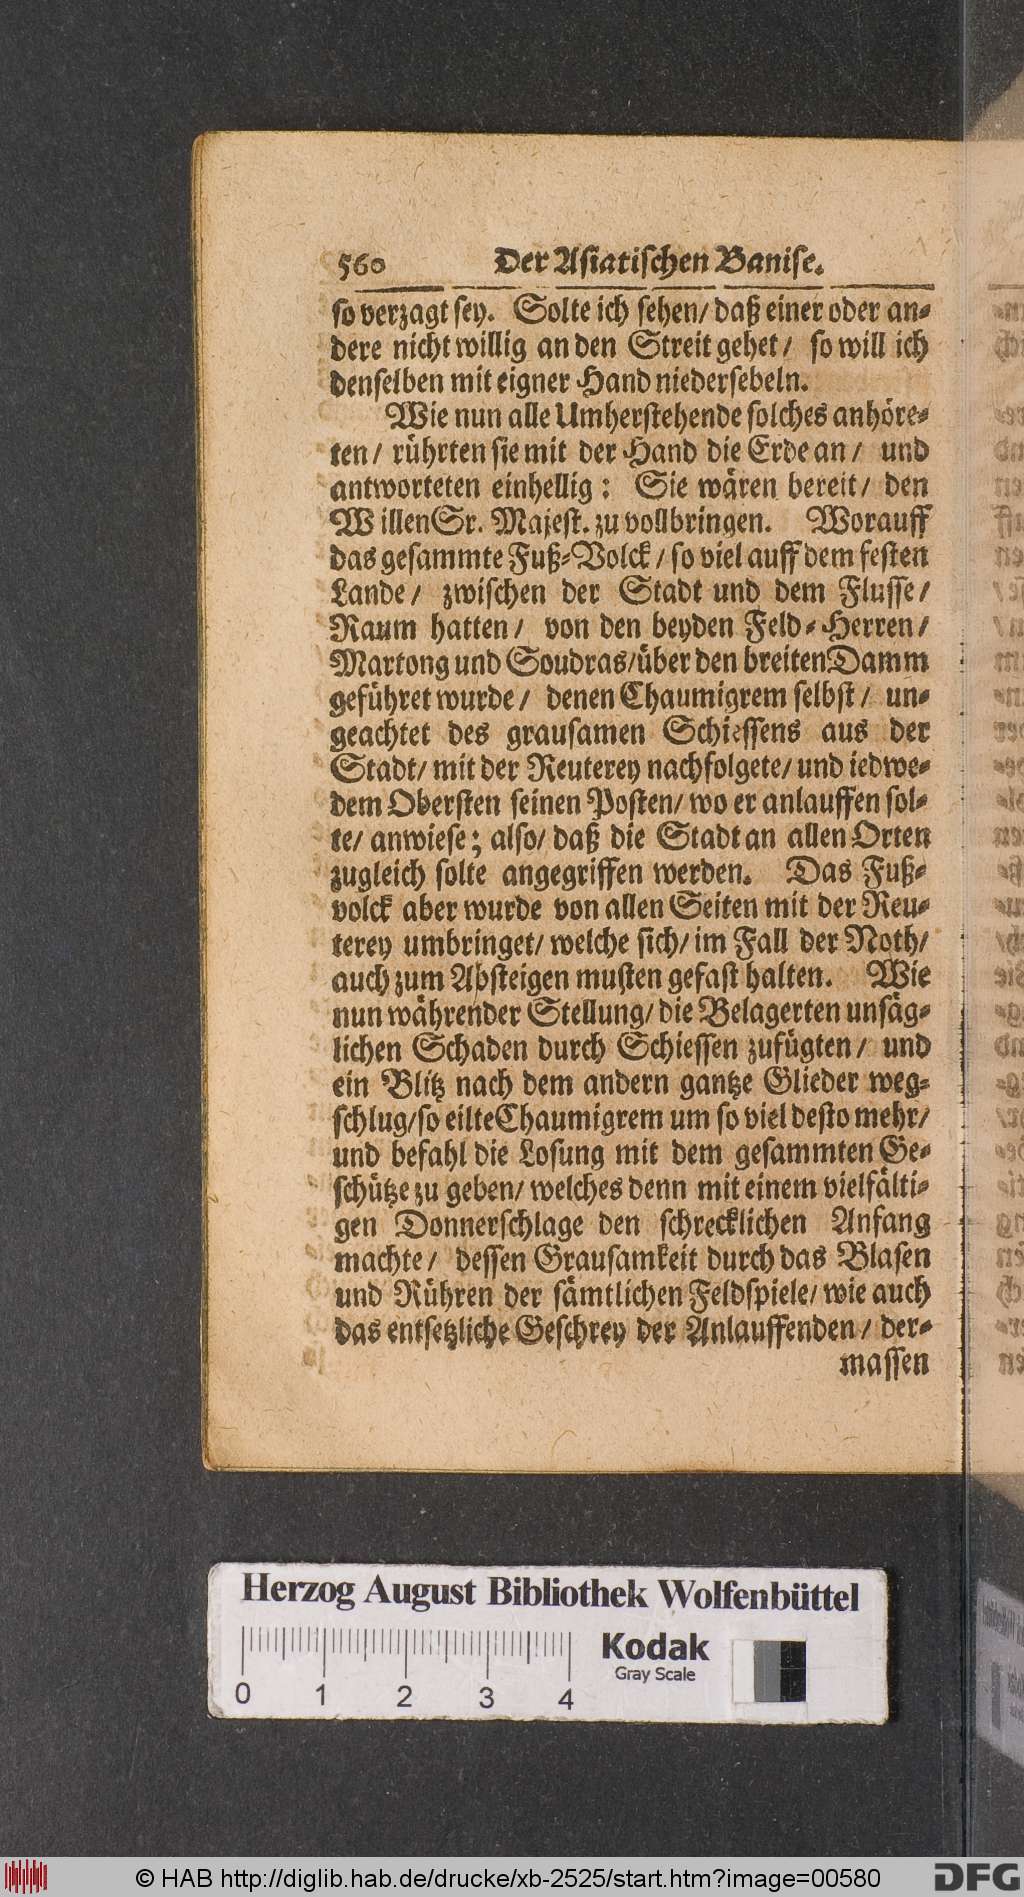 560 Der Asiatischen Banise.
so verzagt sey. Solte ich sehen/ daß einer oder an-
dere nicht willig an den Streit gehet/ so will ich
denselben mit eigner Hand niedersebeln.
Wie nun alle Umherstehende solches anhöre-
ten/ rührten sie mit der Hand die Erde an/ und
antworteten einhellig: Sie wären bereit/ den
Willen Sr. Majest. zu vollbringen. Worauff
das gesammte Fuß-Volck/ so viel auff dem festen
Lande/ zwischen der Stadt und dem Flusse/
Raum hatten/ von den beyden Feld-Herren/
Martong und Soudras/ über den breiten Damm
geführet wurde/ denen Chaumigrem selbst/ un-
geachtet des grausamen Schiessens aus der
Stadt/ mit der Reuterey nachfolgete/ und iedwe-
dem Obersten seinen Posten/ wo er anlauffen sol-
te/ anwiese; also/ daß die Stadt an allen Orten
zugleich solte angegriffen werden. Das Fuß-
volck aber wurde von allen Seiten mit der Reu-
terey umbringet/ welche sich/ im Fall der Noth/
auch zum Absteigen musten gefast halten. Wie
nun währender Stellung/ die Belagerten unsäg-
lichen Schaden durch Schiessen zufügten/ und
ein Blitz nach dem andern gantze Glieder weg-
schlug/ so eilte Chaumigrem um so viel desto mehr/
und befahl die Losung mit dem gesammten Ge-
schütze zu geben/ welches denn mit einem vielfälti-
gen Donnerschlage den schrecklichen Anfang
machte/ dessen Grausamkeit durch das Blasen
und Rühren der sämtlichen Feldspiele/ wie auch
das entsetzliche Geschrey der Anlauffenden/ der-
massen
Herzog August Bibliothek Wolfenbüttel
Kodak
Gray Scale
0 1 2 3 4
© HAB http://diglib.hab.de/drucke/xb-2525/start.htm?image=00580
DFG